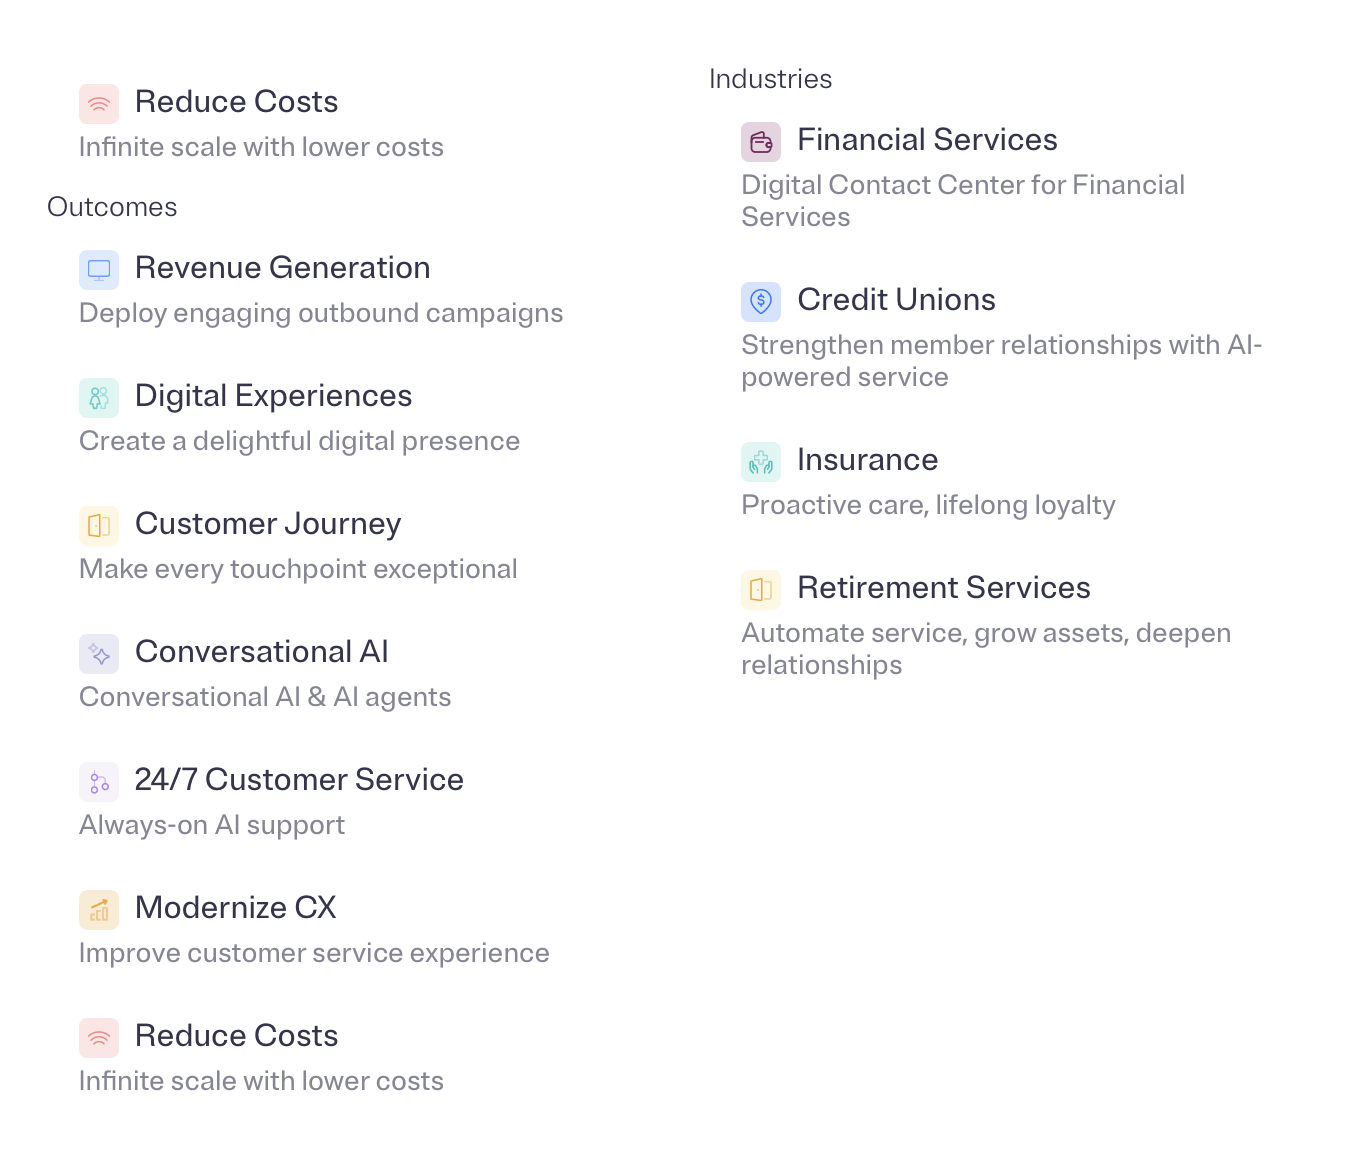 Reduce Costs
Infinite scale with lower costs
Outcomes
Revenue Generation
Deploy engaging outbound campaigns
Digital Experiences
Create a delightful digital presence
Customer Journey
Make every touchpoint exceptional
Conversational AI
Conversational AI & AI agents
24/7 Customer Service
Always-on AI support
Modernize CX
Improve customer service experience
Reduce Costs
Infinite scale with lower costs
Industries
Financial Services
Digital Contact Center for Financial
Services
Credit Unions
Strengthen member relationships with AI-
powered service
Insurance
Proactive care, lifelong loyalty
Retirement Services
Automate service, grow assets, deepen
relationships